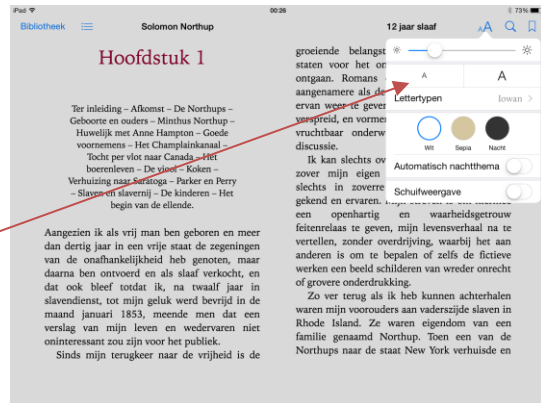 iPad
00:26
73%
Bibliotheek
Solomon Northup
12 jaar slaaf
AA
Hoofdstuk 1
Ter inleiding – Afkomst – De Northups –
Geboorte en ouders – Minthus Northup –
Huwelijk met Anne Hampton – Goede
voornemens – Het Champlainkanaal –
Tocht per vlot naar Canada – Het
boerenleven – De viool – Koken –
Verhuizing naar Saratoga – Parker en Perry
– Slaven en slavernij – De kinderen – Het
begin van de ellende.
Aangezien ik als vrij man ben geboren en meer
dan dertig jaar in een vrije staat de zegeningen
van de onafhankelijkheid heb genoten, maar
daarna ben ontvoerd en als slaaf verkocht, en
dat ook bleef totdat ik, na twaalf jaar in
slavendienst, tot mijn geluk werd bevrijd in de
maand januari 1853, meende men dat een
verslag van mijn leven en wedervaren niet
oninteressant zou zijn voor het publiek.
Sinds mijn terugkeer naar de vrijheid is de
groeiende belangst
staten voor het on
ontgaan. Romans
aangenamere als de
ervan weer te gever
verspreid, en vormen
vruchtbaar onderw
discussie.
Ik kan slechts ov
zover mijn eigen
slechts in zoverre
gekend en ervaren. Mijn streven is om hiermee
een openhartig en waarheidsgetrouw
feitenrelaas te geven, mijn levensverhaal na te
vertellen, zonder overdrijving, waarbij het aan
anderen is om te bepalen of zelfs de fictieve
werken een beeld schilderen van wreder onrecht
of grovere onderdrukking.
Zo ver terug als ik heb kunnen achterhalen
waren mijn voorouders aan vaderszijde slaven in
Rhode Island. Ze waren eigendom van een
familie genaamd Northup. Toen een van de
Northups naar de staat New York verhuisde en
A A
Lettertypen Iowan >
Wit Sepia Nacht
Automatisch nachtthema
Schuifweergave